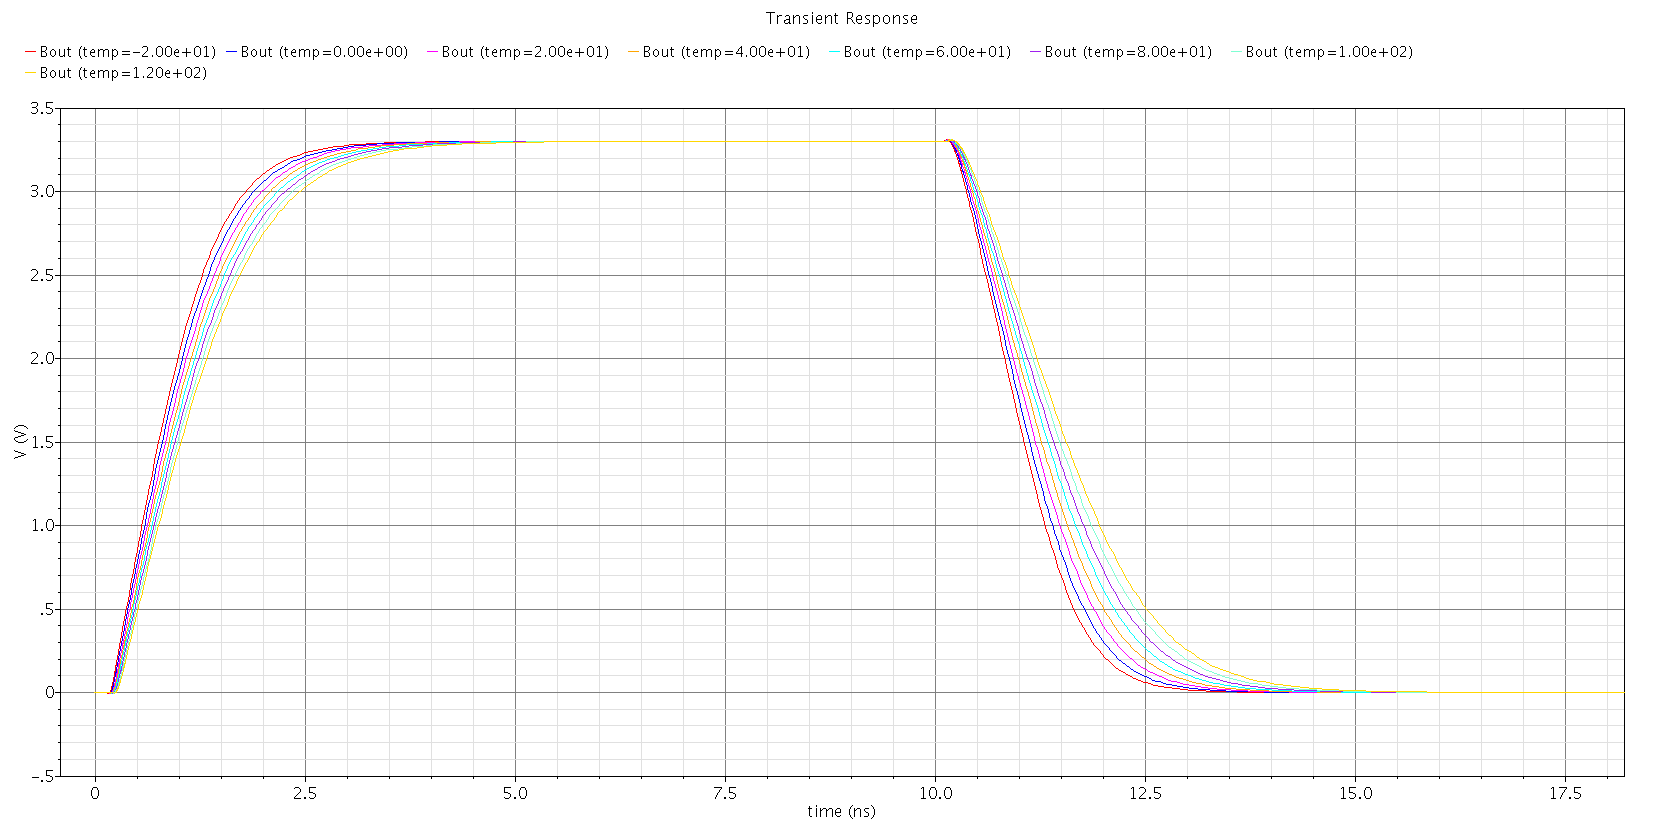 Transient Response
Bout (temp=-2.00e+01) Bout (temp=0.00e+00) Bout (temp=2.00e+01) Bout (temp=4.00e+01) Bout (temp=6.00e+01) Bout (temp=8.00e+01) Bout (temp=1.00e+02)
Bout (temp=1.20e+02)
3.5
3.0
2.5
2.0
1.5
1.0
.5
0
-.5
V (V)
0 2.5 5.0 7.5 10.0 12.5 15.0 17.5
time (ns)